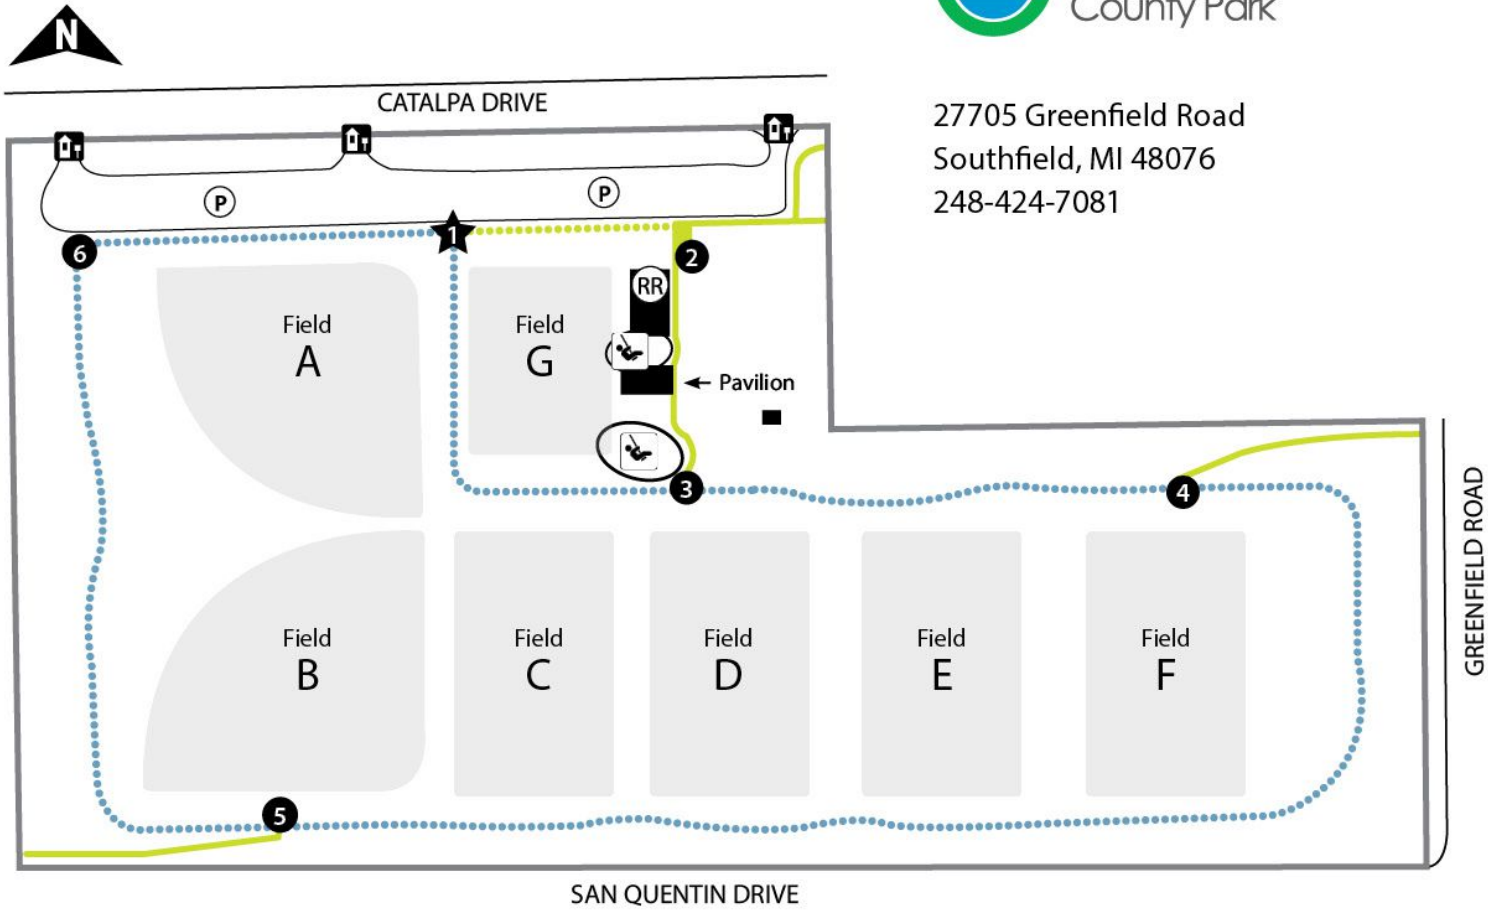 County Park
N
CATALPA DRIVE
27705 Greenfield Road
Southfield, MI 48076
248-424-7081
P
P
1
6
2
RR
Field
A
Field
G
Pavilion
3
4
Field
B
Field
C
Field
D
Field
E
Field
F
GREENFIELD ROAD
5
SAN QUENTIN DRIVE